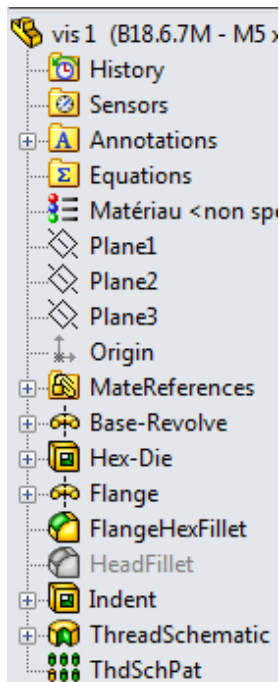 vis 1 (B18.6.7M - M5 x
History
Sensors
A Annotations
Σ Equations
Matériau <non spé
Plane1
Plane2
Plane3
Origin
MateReferences
Base-Revolve
Hex-Die
Flange
FlangeHexFillet
HeadFillet
Indent
ThreadSchematic
ThdSchPat